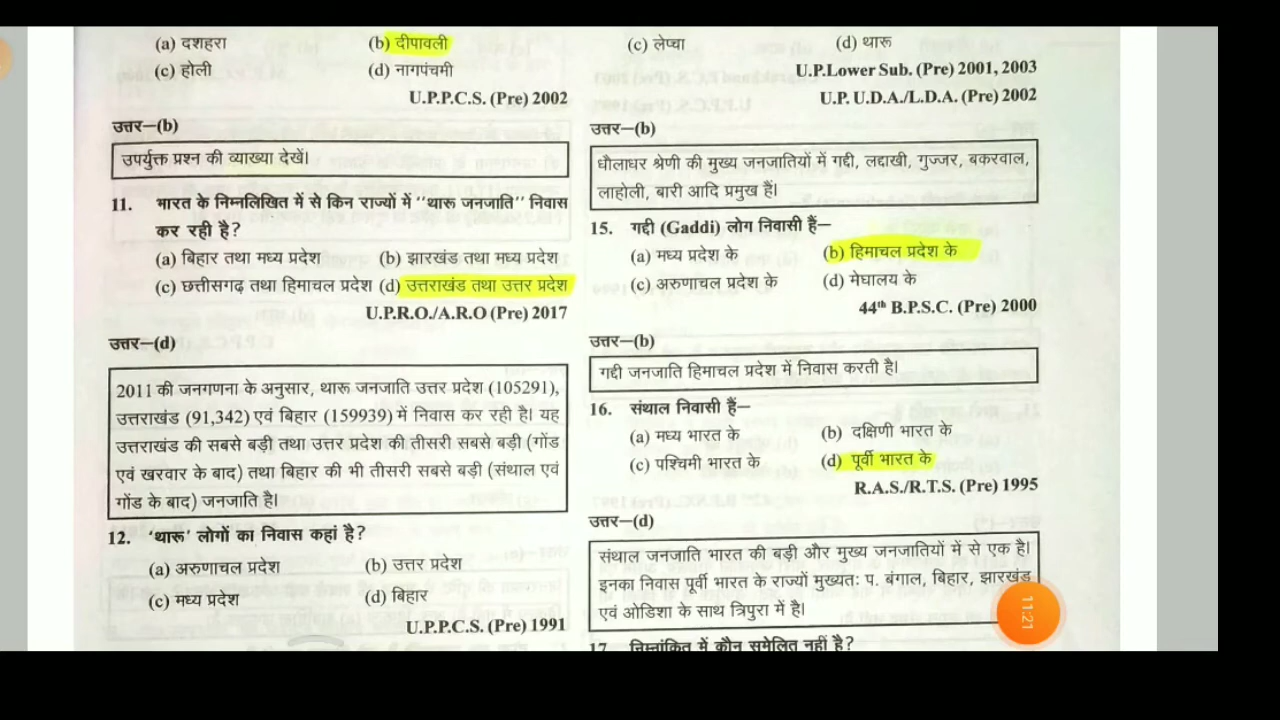 (a) दशहरा (b) दीपावली
(c) होली (d) नागपंचमी
U.P.P.C.S. (Pre) 2002
उत्तर—(b)
उपर्युक्त प्रश्न की व्याख्या देखें।
11. भारत के निम्नलिखित में से किन राज्यों में "थारू जनजाति" निवास
कर रही है?
(a) बिहार तथा मध्य प्रदेश (b) झारखंड तथा मध्य प्रदेश
(c) छत्तीसगढ़ तथा हिमाचल प्रदेश (d) उत्तराखंड तथा उत्तर प्रदेश
U.P.R.O./A.R.O (Pre) 2017
उत्तर—(d)
2011 की जनगणना के अनुसार, थारू जनजाति उत्तर प्रदेश (105291),
उत्तराखंड (91,342) एवं बिहार (159939) में निवास कर रही है। यह
उत्तराखंड की सबसे बड़ी तथा उत्तर प्रदेश की तीसरी सबसे बड़ी (गोंड
एवं खरवार के बाद) तथा बिहार की भी तीसरी सबसे बड़ी (संथाल एवं
गोंड के बाद) जनजाति है।
12. 'थारू' लोगों का निवास कहां है?
(a) अरुणाचल प्रदेश (b) उत्तर प्रदेश
(c) मध्य प्रदेश (d) बिहार
U.P.P.C.S. (Pre) 1991
(c) लेप्चा (d) थारू
U.P.Lower Sub. (Pre) 2001, 2003
U.P. U.D.A./L.D.A. (Pre) 2002
उत्तर—(b)
धौलाधर श्रेणी की मुख्य जनजातियों में गद्दी, लद्दाखी, गुज्जर, बकरवाल,
लाहोली, बारी आदि प्रमुख हैं।
15. गद्दी (Gaddi) लोग निवासी हैं—
(a) मध्य प्रदेश के (b) हिमाचल प्रदेश के
(c) अरुणाचल प्रदेश के (d) मेघालय के
44th B.P.S.C. (Pre) 2000
उत्तर—(b)
गद्दी जनजाति हिमाचल प्रदेश में निवास करती है।
16. संथाल निवासी हैं—
(a) मध्य भारत के (b) दक्षिणी भारत के
(c) पश्चिमी भारत के (d) पूर्वी भारत के
R.A.S./R.T.S. (Pre) 1995
उत्तर—(d)
संथाल जनजाति भारत की बड़ी और मुख्य जनजातियों में से एक है।
इनका निवास पूर्वी भारत के राज्यों मुख्यतः प. बंगाल, बिहार, झारखंड
एवं ओडिशा के साथ त्रिपुरा में है।
17. निम्नांकित में कौन सुमेलित नहीं है?
11:21